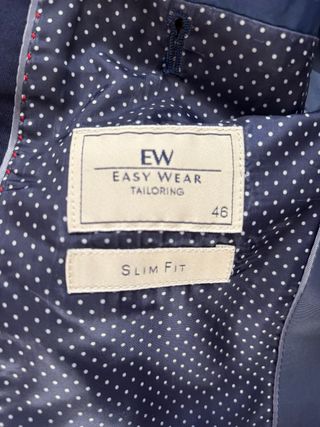 EW
EASY WEAR
TAILORING
46
SLIM FIT